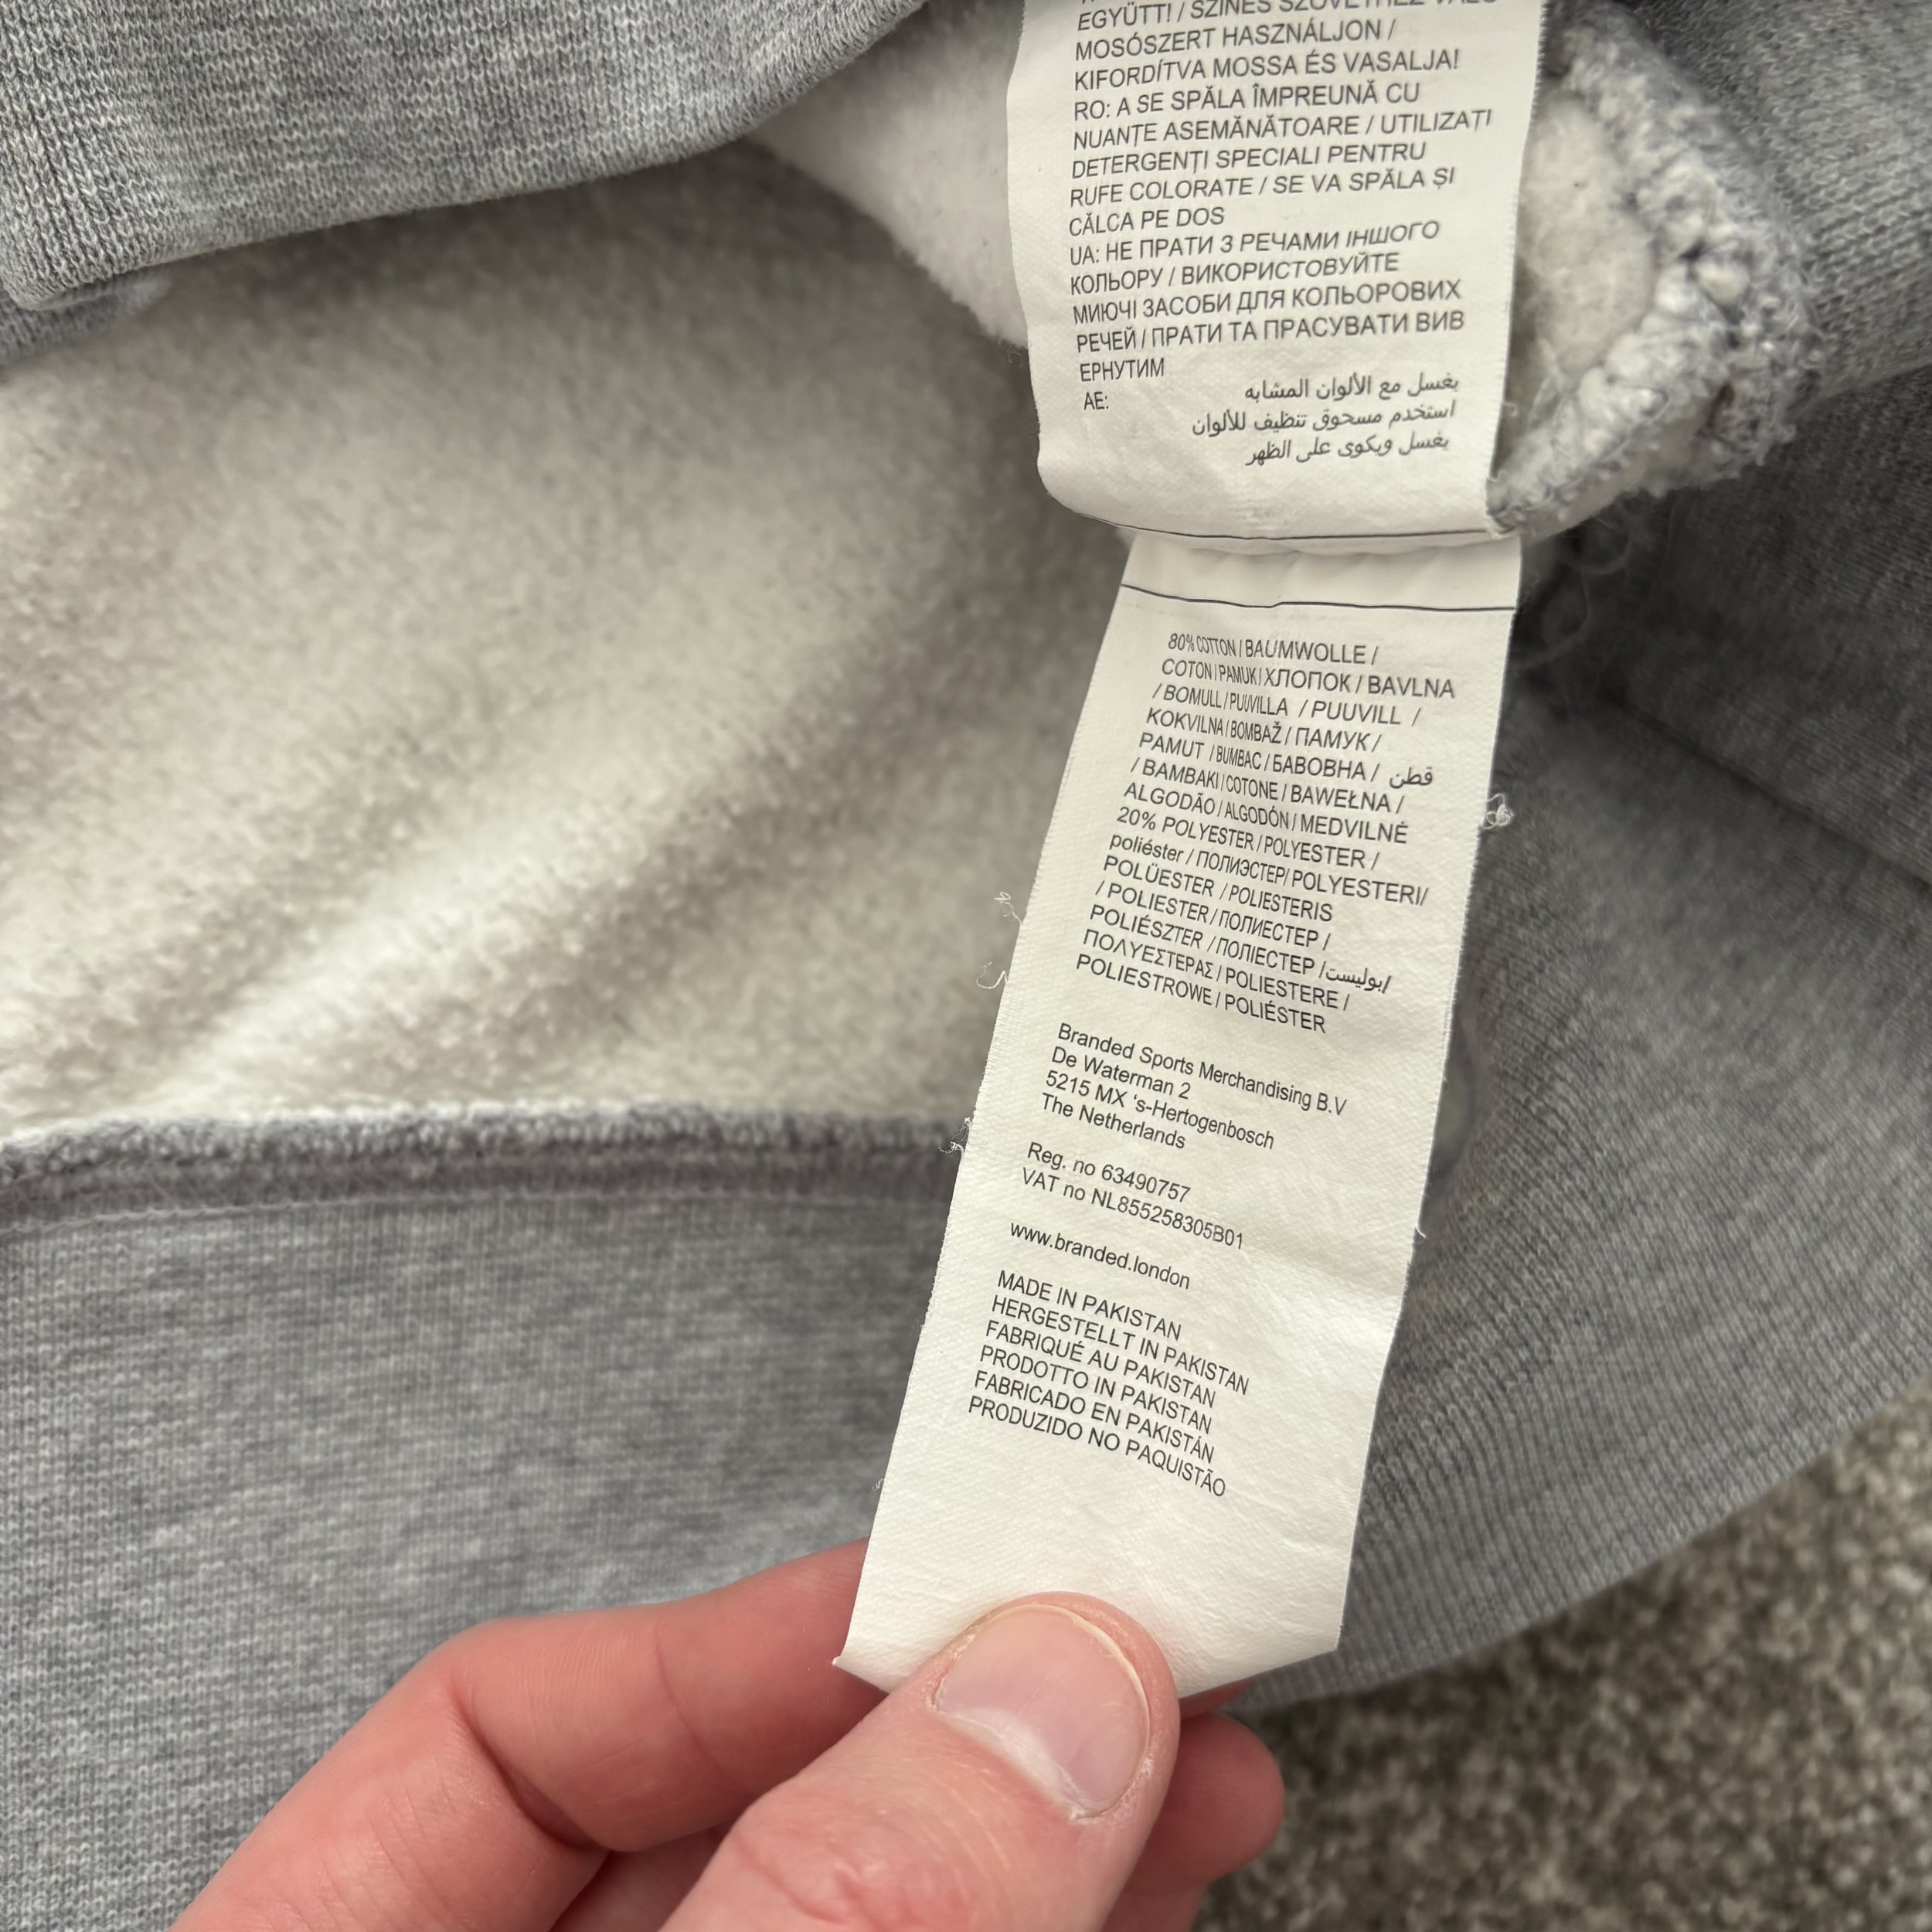 EGYÜTT! / SZÍNES SZÖVETHEZ VALÓ
MOSÓSZERT HASZNÁLJON /
KIFORDÍTVA MOSSA ÉS VASALJA!
RO: A SE SPĂLA ÎMPREUNĂ CU
NUANȚE ASEMĂNĂTOARE / UTILIZAȚI
DETERGENȚI SPECIALI PENTRU
RUFE COLORATE / SE VA SPĂLA ȘI
CĂLCA PE DOS
UA: НЕ ПРАТИ З РЕЧАМИ ІНШОГО
КОЛЬОРУ / ВИКОРИСТОВУЙТЕ
МИЮЧІ ЗАСОБИ ДЛЯ КОЛЬОРОВИХ
РЕЧЕЙ / ПРАТИ ТА ПРАСУВАТИ ВИВ
ЕРНУТИМ
AE: يغسل مع الألوان المشابه
استخدم مسحوق تنظيف للألوان
يغسل ويكوى على الظهر
80% COTTON / BAUMWOLLE /
COTON / PAMUK / ХЛОПОК / BAVLNA
/ BOMULL / PUUVILLA / PUUVILL /
KOKVILNA / BOMBAŽ / ПАМУК /
PAMUT / BUMBAC / БАВОВНА / قطن
/ BAMBAKI / COTONE / BAWEŁNA /
ALGODÃO / ALGODÓN / MEDVILNÉ
20% POLYESTER / POLYESTER /
poliéster / ПОЛИЭСТЕР/ POLYESTERI/
POLÜESTER / POLIESTERIS
/ POLIESTER / ПОЛИЕСТЕР /
POLIÉSZTER / ПОЛІЕСТЕР /بوليست/
ΠΟΛΥΕΣΤΕΡΑΣ / POLIESTERE /
POLIESTROWE / POLIÉSTER
Branded Sports Merchandising B.V
De Waterman 2
5215 MX ‘s-Hertogenbosch
The Netherlands
Reg. no 63490757
VAT no NL855258305B01
www.branded.london
MADE IN PAKISTAN
HERGESTELLT IN PAKISTAN
FABRIQUÉ AU PAKISTAN
PRODOTTO IN PAKISTAN
FABRICADO EN PAKISTÁN
PRODUZIDO NO PAQUISTÃO